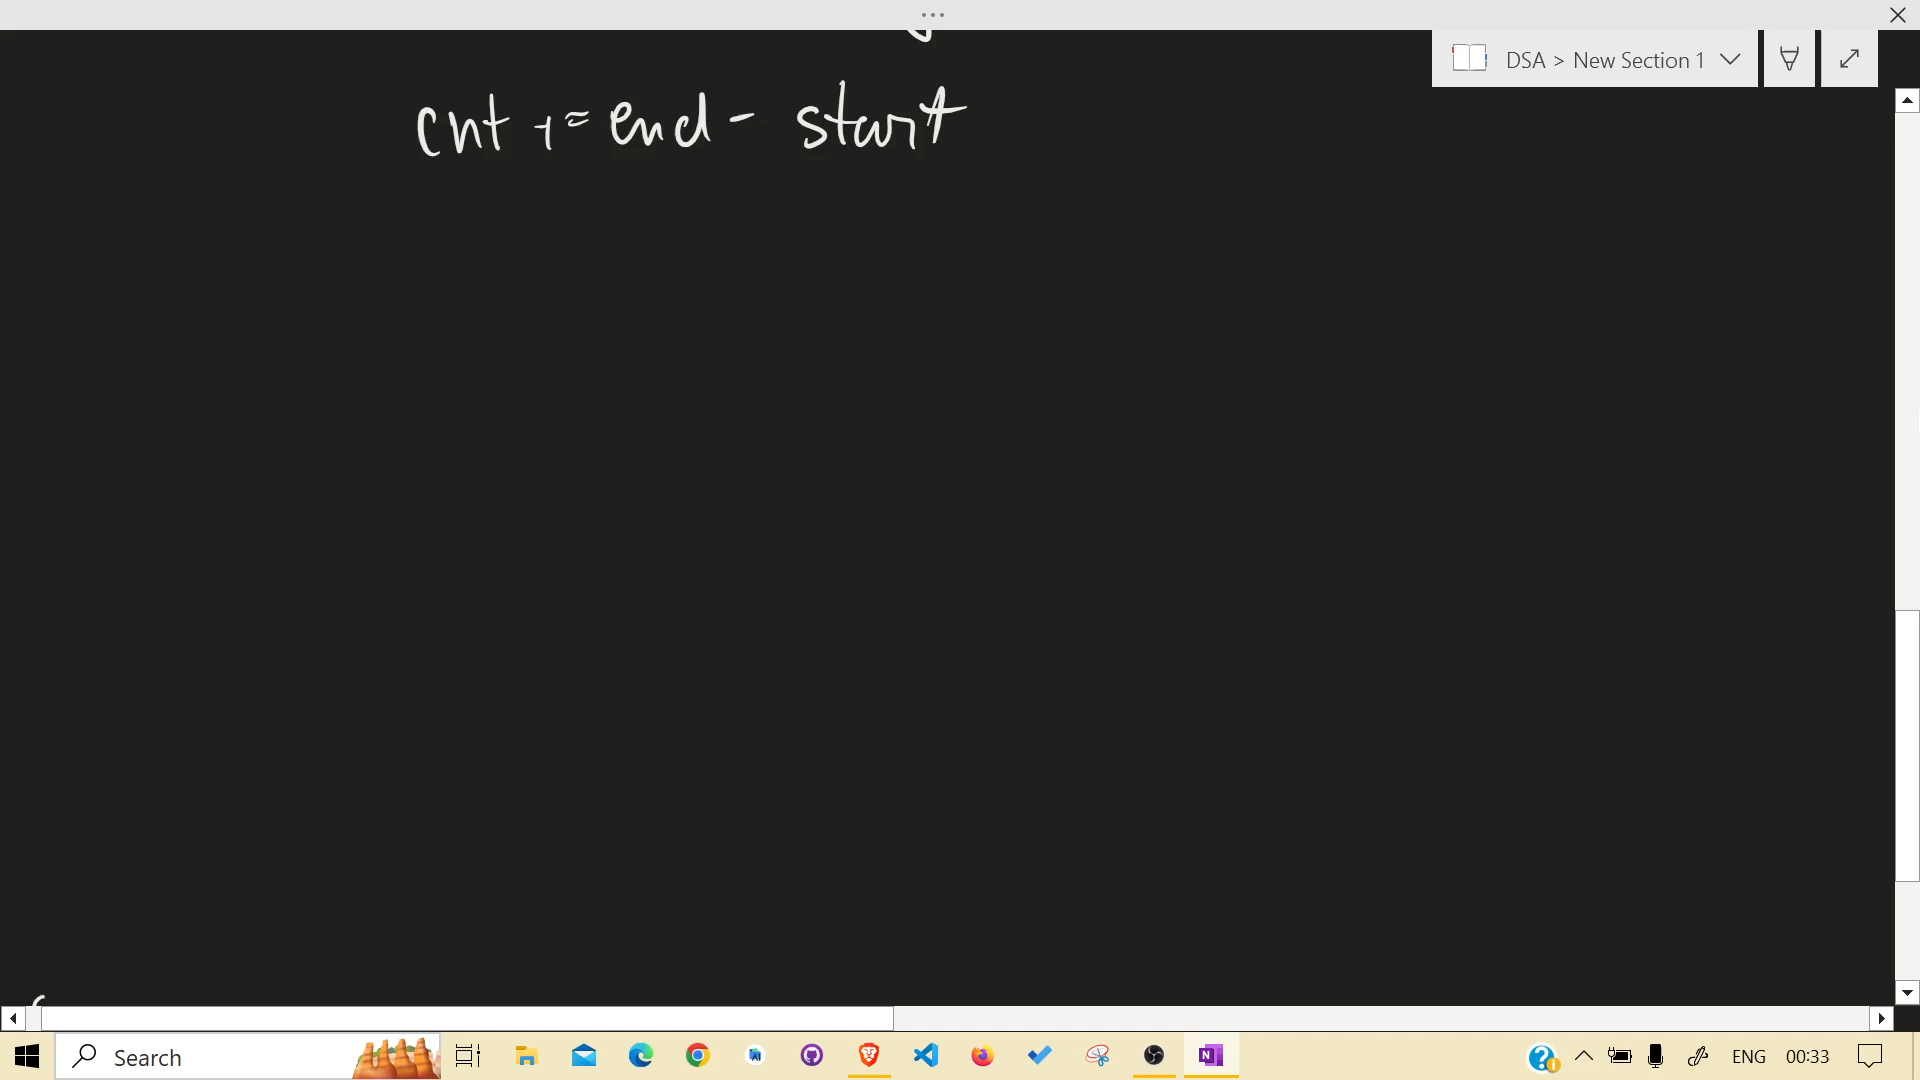 DSA > New Section 1
cnt += end - start
Search
ENG 00:33